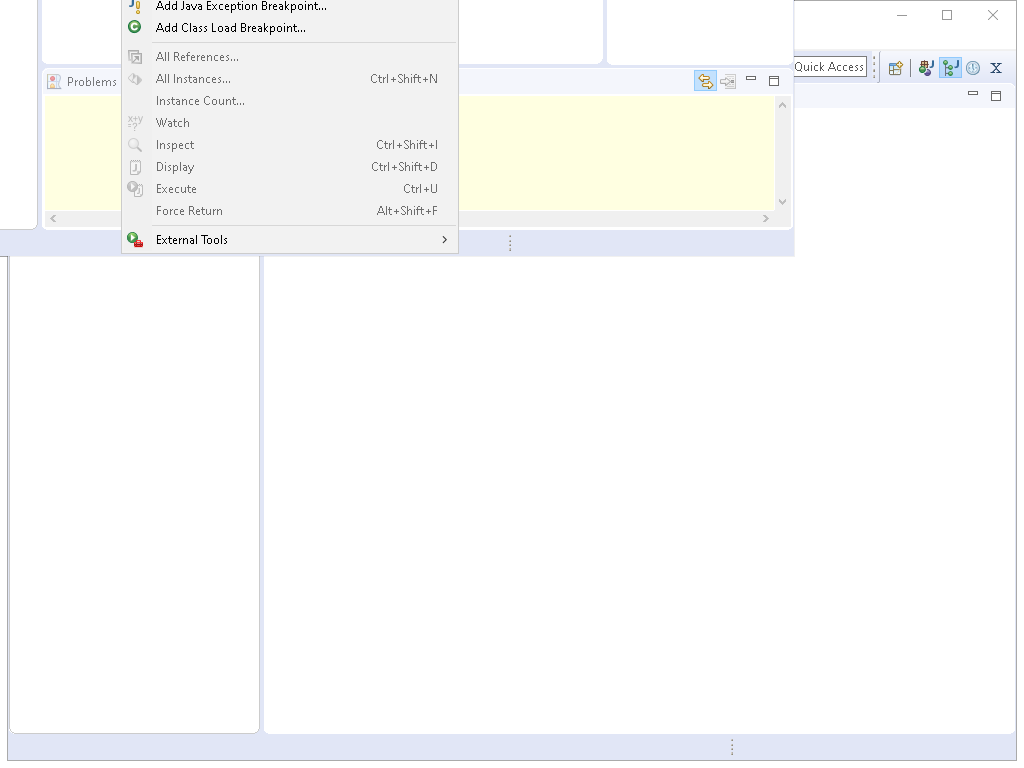 Add Java Exception Breakpoint...
Add Class Load Breakpoint...
All References...
All Instances... Ctrl+Shift+N
Instance Count...
Watch
Inspect Ctrl+Shift+I
Display Ctrl+Shift+D
Execute Ctrl+U
Force Return Alt+Shift+F
External Tools
Problems
Quick Access